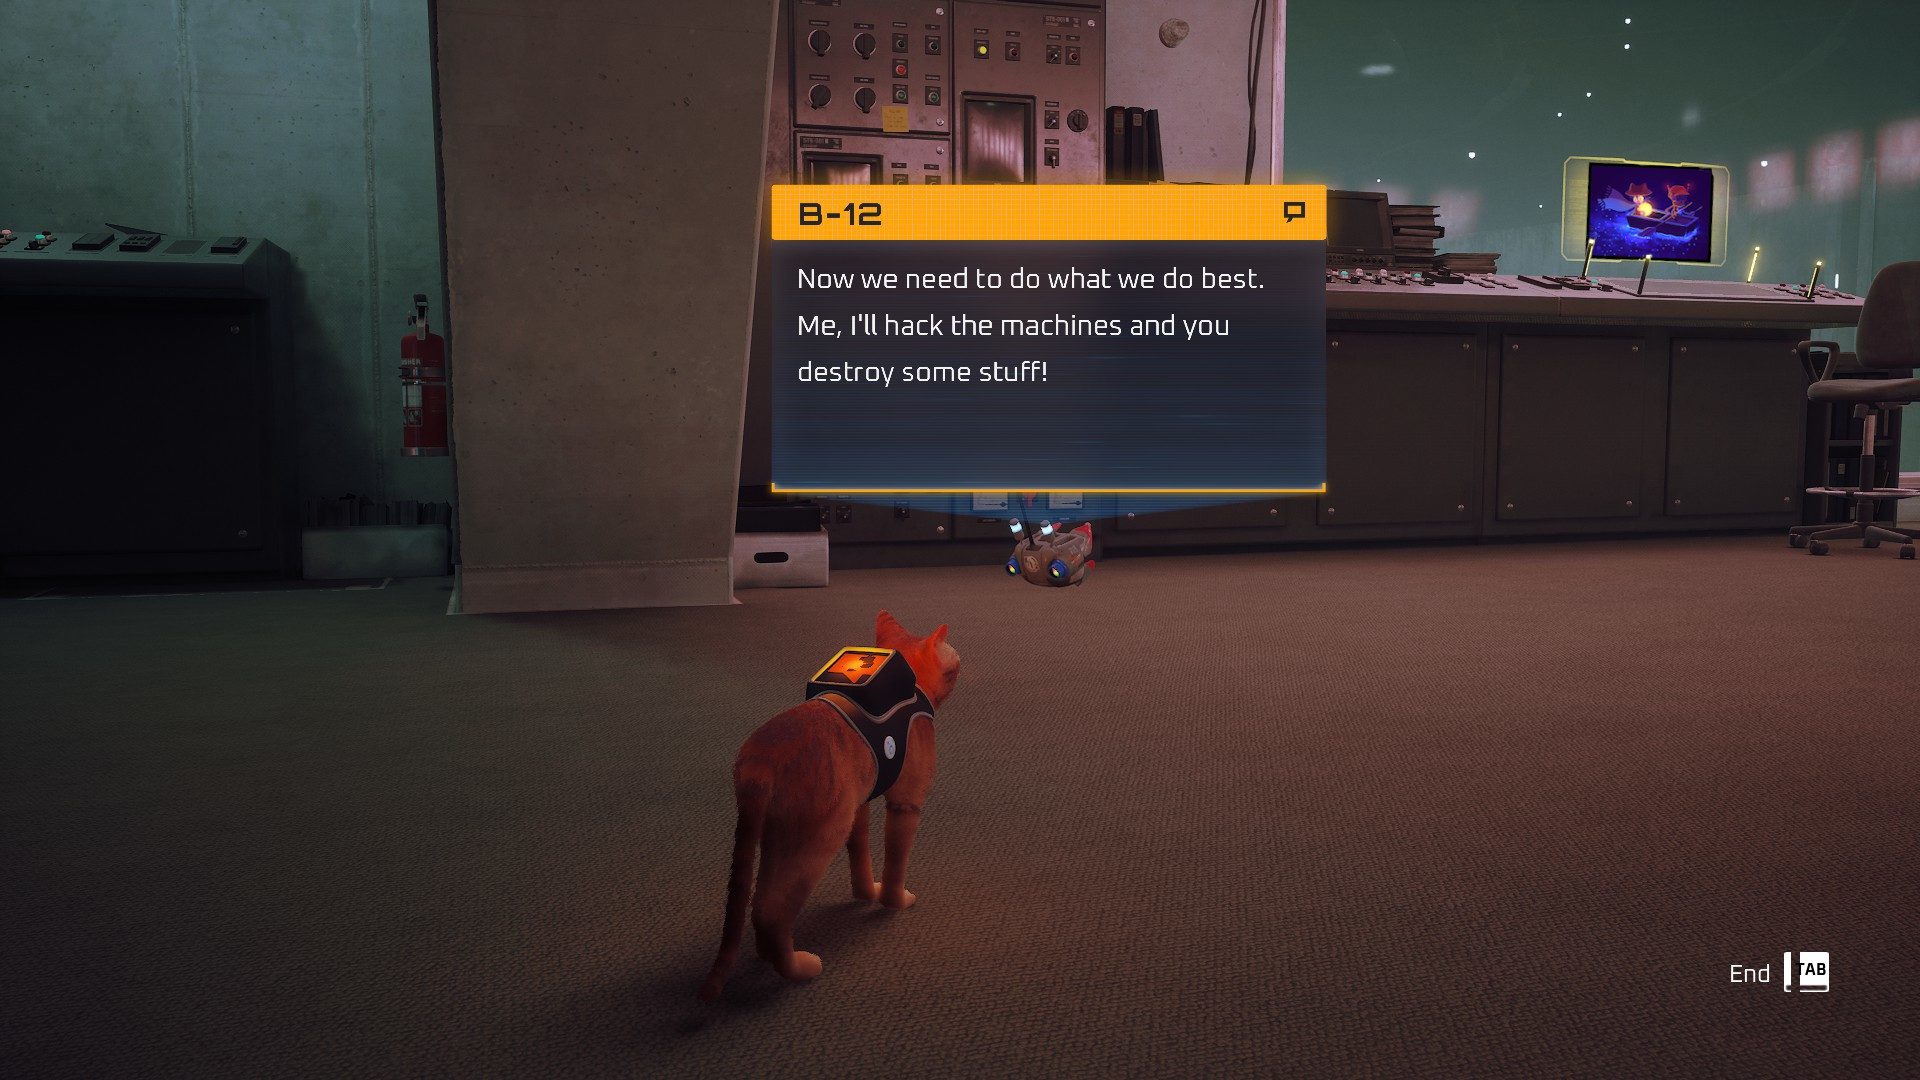 B-12
Now we need to do what we do best.
Me, I'll hack the machines and you
destroy some stuff!
End TAB